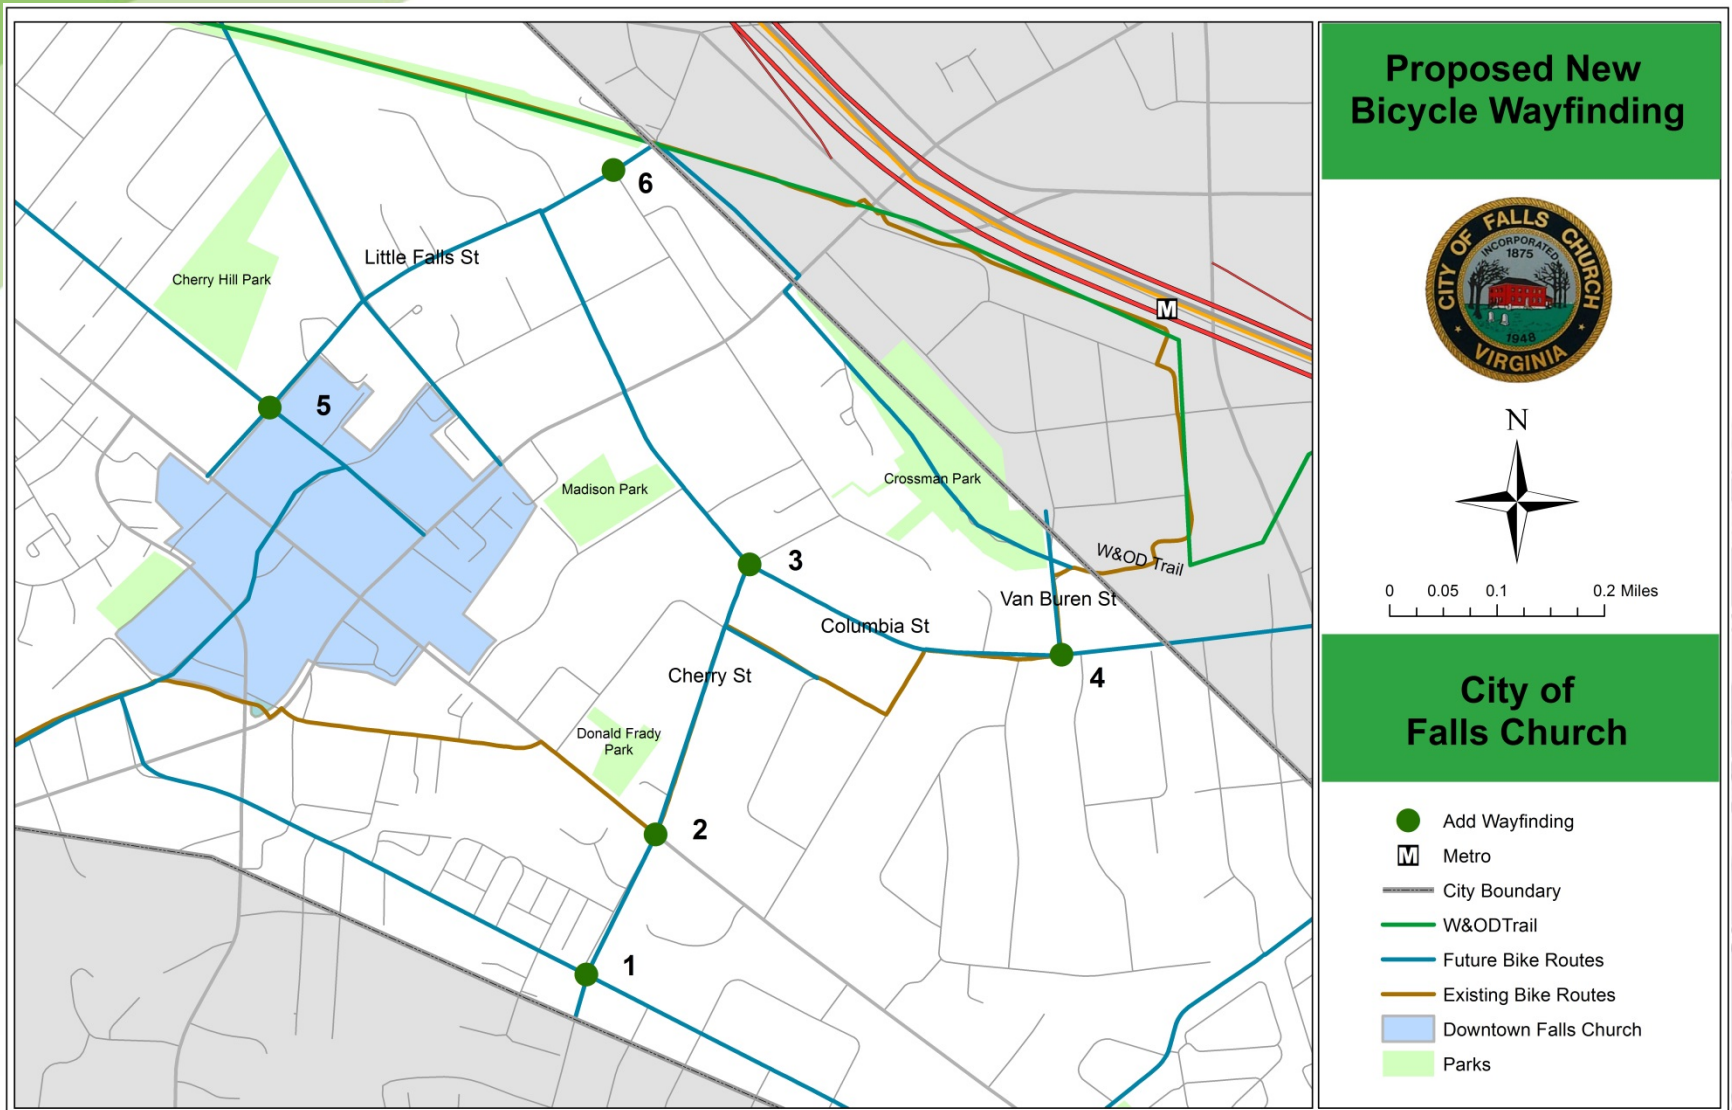 Proposed New
Bicycle Wayfinding
CITY OF FALLS CHURCH
INCORPORATED
1875
1948
VIRGINIA
N
0 0.05 0.1 0.2 Miles
City of
Falls Church
Add Wayfinding
M Metro
City Boundary
W&ODTrail
Future Bike Routes
Existing Bike Routes
Downtown Falls Church
Parks
6
Little Falls St
Cherry Hill Park
M
5
Madison Park
Crossman Park
3
W&OD Trail
Van Buren St
Columbia St
Cherry St
4
Donald Frady
Park
2
1